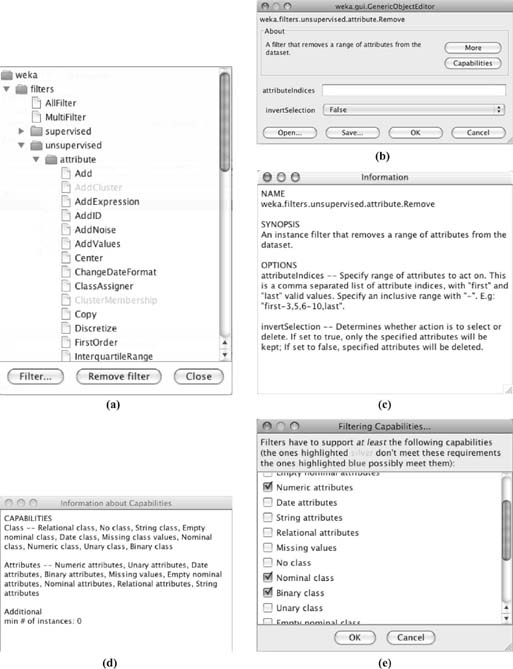 weka
filters
AllFilter
MultiFilter
supervised
unsupervised
attribute
Add
AddCluster
AddExpression
AddID
AddNoise
AddValues
Center
ChangeDateFormat
ClassAssigner
ClusterMembership
Copy
Discretize
FirstOrder
InterquartileRange
Filter... Remove filter Close
(a)
weka.gui.GenericObjectEditor
weka.filters.unsupervised.attribute.Remove
About
A filter that removes a range of attributes from the
dataset.
More
Capabilities
attributeIndices
invertSelection False
Open... Save... OK Cancel
(b)
Information
NAME
weka.filters.unsupervised.attribute.Remove
SYNOPSIS
An instance filter that removes a range of attributes from the
dataset.
OPTIONS
attributeIndices -- Specify range of attributes to act on. This
is a comma separated list of attribute indices, with "first" and
"last" valid values. Specify an inclusive range with "-". E.g:
"first-3,5,6-10,last".
invertSelection -- Determines whether action is to select or
delete. If set to true, only the specified attributes will be
kept; If set to false, specified attributes will be deleted.
(c)
Information about Capabilities
CAPABILITIES
Class -- Relational class, No class, String class, Empty
nominal class, Date class, Missing class values, Nominal
class, Numeric class, Unary class, Binary class
Attributes -- Numeric attributes, Unary attributes, Date
attributes, Binary attributes, Missing values, Empty nominal
attributes, Nominal attributes, Relational attributes, String
attributes
Additional
min # of instances: 0
(d)
Filtering Capabilities...
Filters have to support at least the following capabilities
(the ones highlighted silver don't meet these requirements
the ones highlighted blue possibly meet them):
Empty nominal attributes
Numeric attributes
Date attributes
String attributes
Relational attributes
Missing values
No class
Nominal class
Binary class
Unary class
Empty nominal class
OK Cancel
(e)